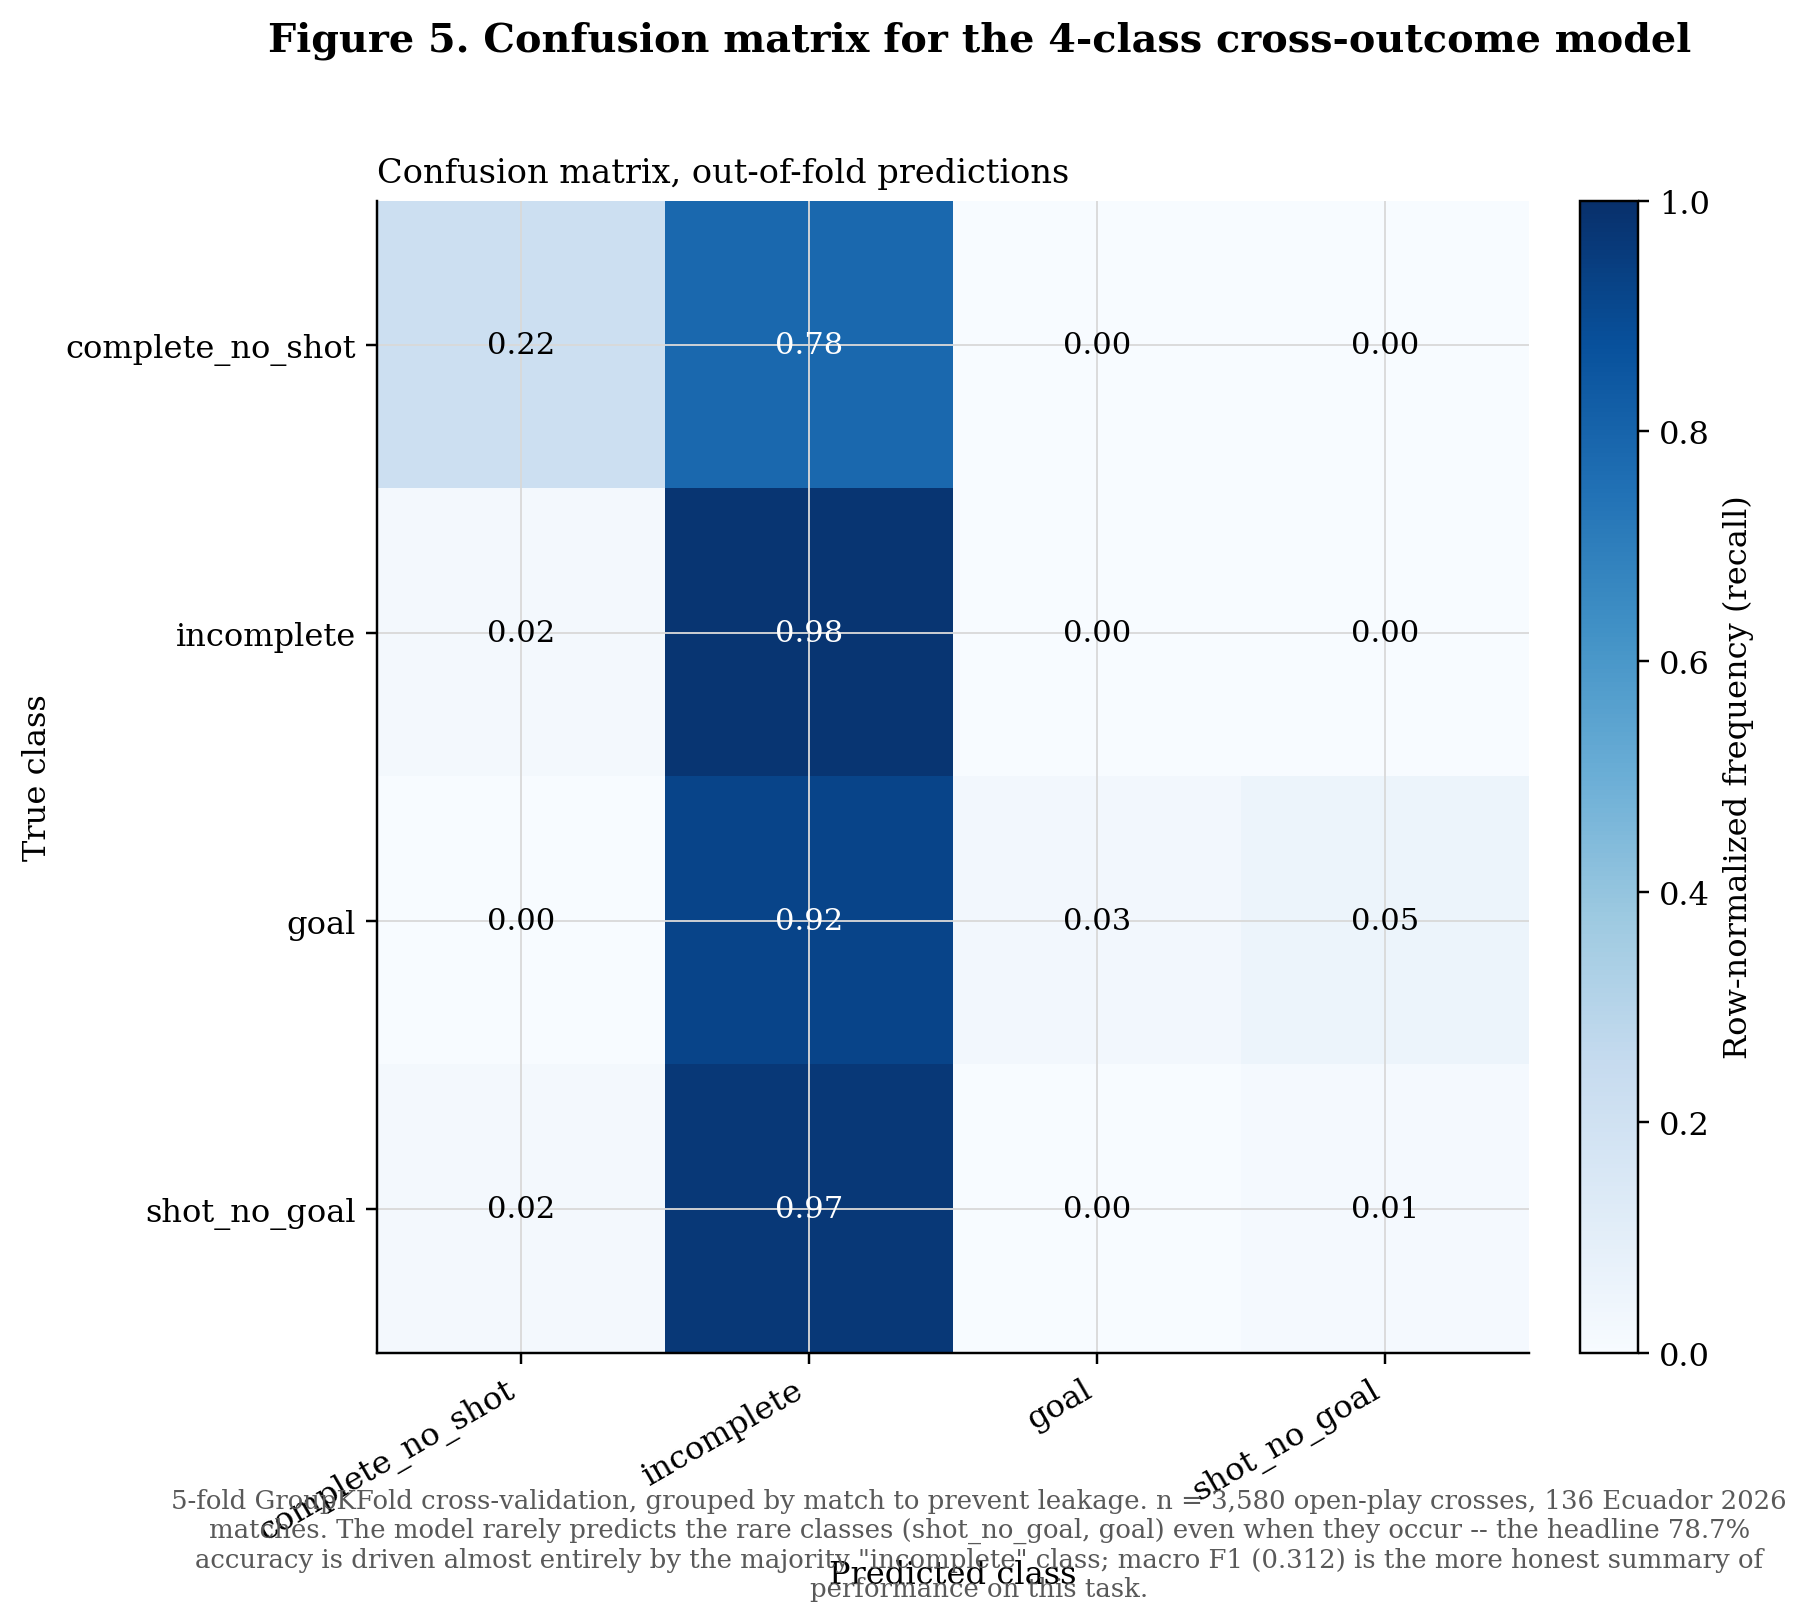 Figure 5. Confusion matrix for the 4-class cross-outcome model
Confusion matrix, out-of-fold predictions
True class
complete_no_shot
0.22 0.78 0.00 0.00
incomplete
0.02 0.98 0.00 0.00
goal
0.00 0.92 0.03 0.05
shot_no_goal
0.02 0.97 0.00 0.01
complete_no_shot
incomplete
goal
shot_no_goal
Predicted class
1.0
0.8
0.6
0.4
0.2
0.0
Row-normalized frequency (recall)
5-fold GroupKFold cross-validation, grouped by match to prevent leakage. n = 3,580 open-play crosses, 136 Ecuador 2026
matches. The model rarely predicts the rare classes (shot_no_goal, goal) even when they occur -- the headline 78.7%
accuracy is driven almost entirely by the majority "incomplete" class; macro F1 (0.312) is the more honest summary of
performance on this task.